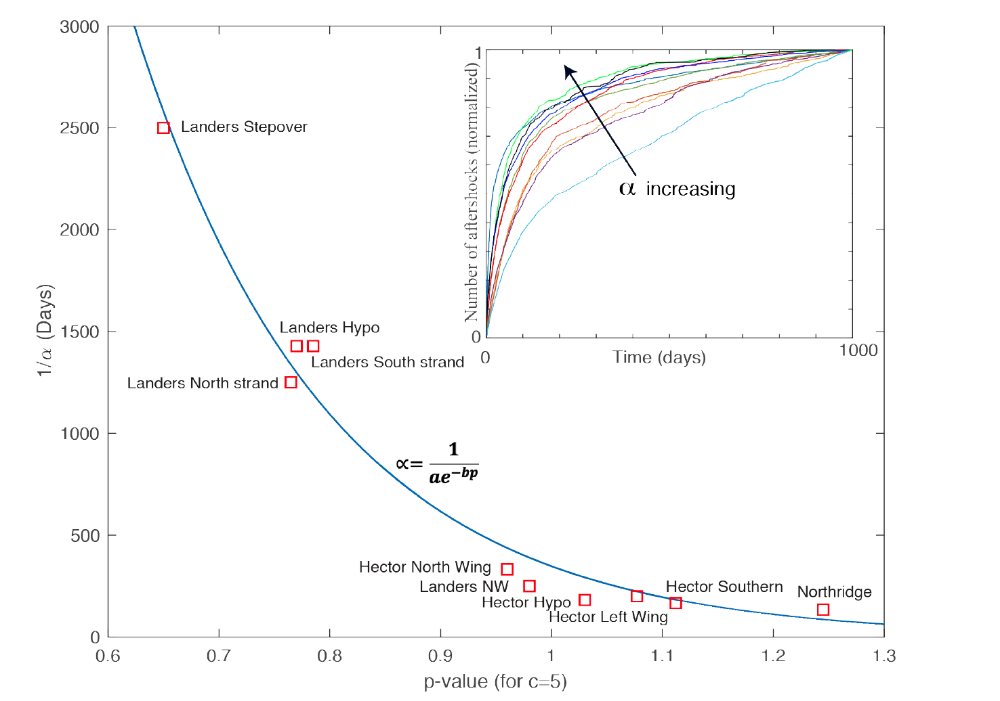 3000
2500
2000
1500
1000
500
0
0.6
0.7
0.8
0.9
1
1.1
1.2
1.3
p-value (for c=5)
1/α (Days)
Landers Stepover
Landers Hypo
Landers South strand
Landers North strand
∝= 1
ae^{-bp}
Hector North Wing
Landers NW
Hector Hypo
Hector Left Wing
Hector Southern
Northridge
1
0
0
1000
Number of aftershocks (normalized)
Time (days)
α increasing